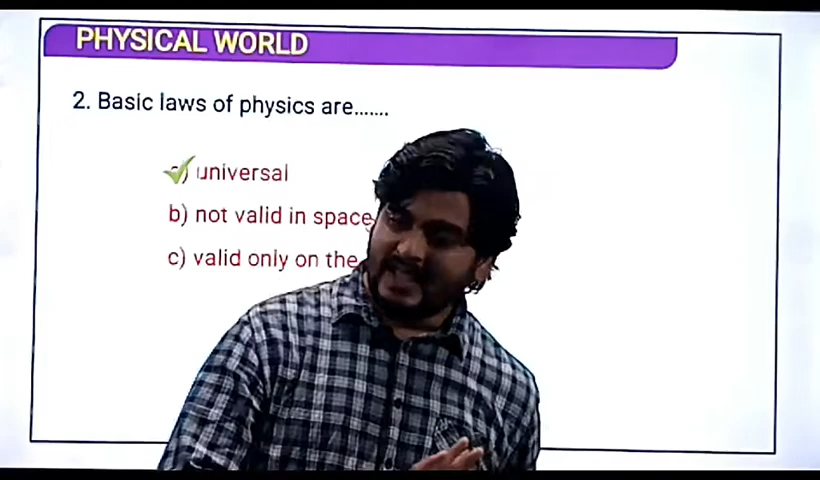 PHYSICAL WORLD
2. Basic laws of physics are.......
a) universal
b) not valid in space
c) valid only on the